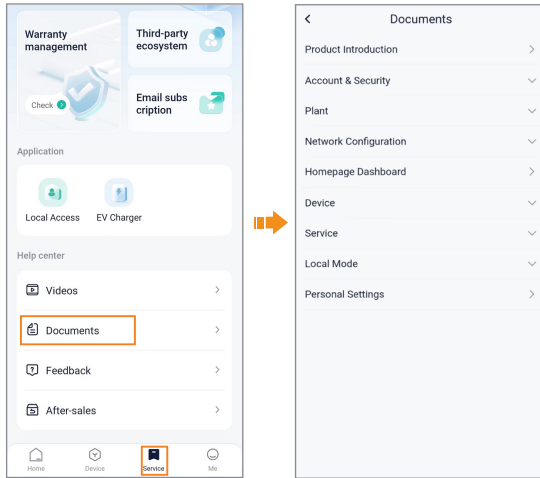 Warranty
management
Check
Third-party
ecosystem
Email subs
cription
Application
Local Access
EV Charger
Help center
Videos
Documents
Feedback
After-sales
Home
Device
Service
Me
Documents
Product Introduction
Account & Security
Plant
Network Configuration
Homepage Dashboard
Device
Service
Local Mode
Personal Settings